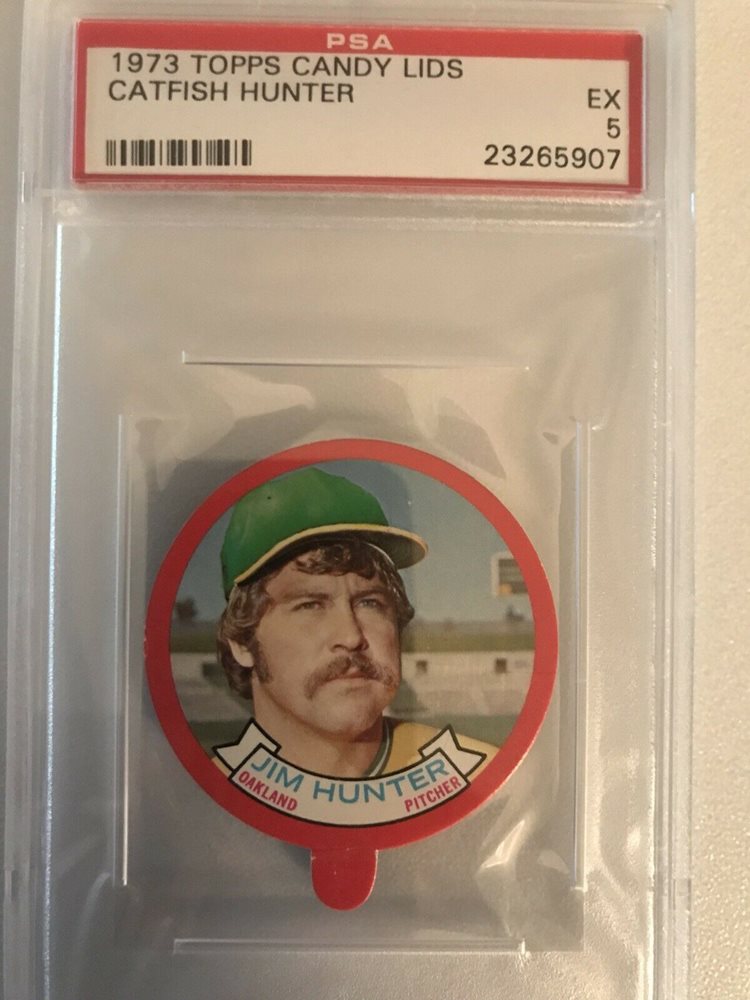 PSA
1973 TOPPS CANDY LIDS
CATFISH HUNTER
EX
5
23265907
JIM HUNTER
OAKLAND
PITCHER